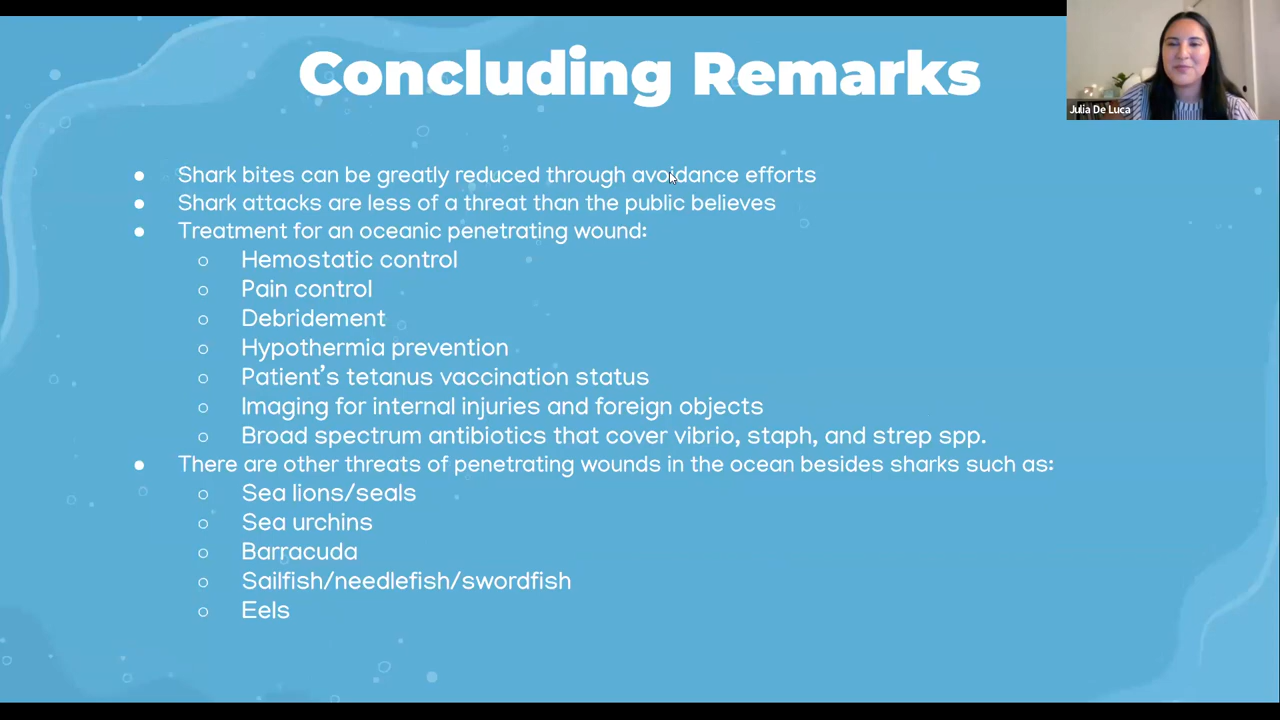 Concluding Remarks
Julia De Luca
● Shark bites can be greatly reduced through avoidance efforts
● Shark attacks are less of a threat than the public believes
● Treatment for an oceanic penetrating wound:
○ Hemostatic control
○ Pain control
○ Debridement
○ Hypothermia prevention
○ Patient's tetanus vaccination status
○ Imaging for internal injuries and foreign objects
○ Broad spectrum antibiotics that cover vibrio, staph, and strep spp.
● There are other threats of penetrating wounds in the ocean besides sharks such as:
○ Sea lions/seals
○ Sea urchins
○ Barracuda
○ Sailfish/needlefish/swordfish
○ Eels